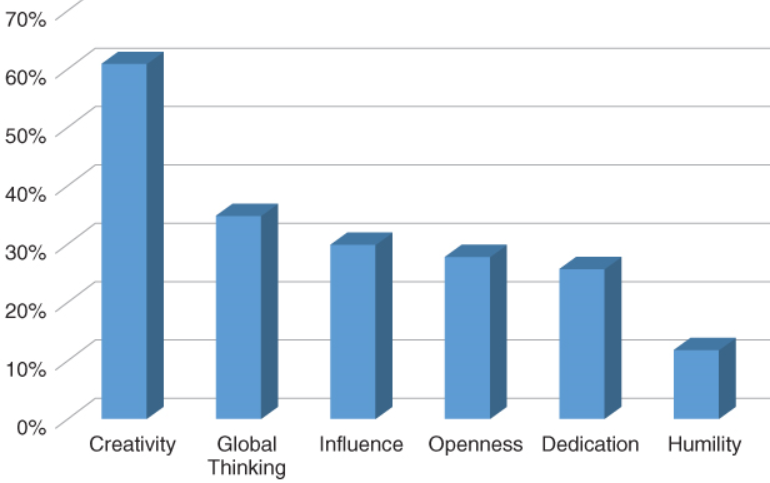 70%
60%
50%
40%
30%
20%
10%
0%
Creativity
Global
Thinking
Influence
Openness
Dedication
Humility